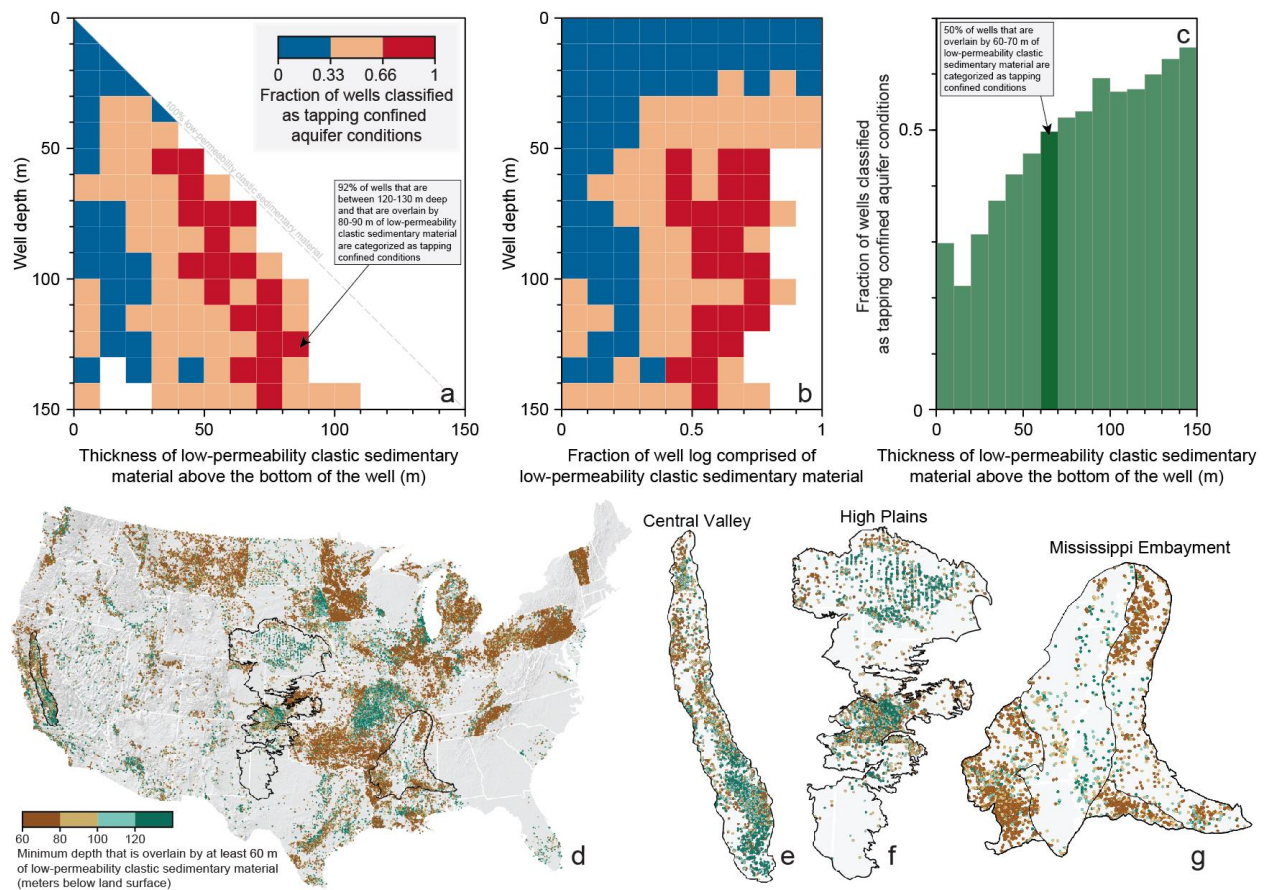 0
50
100
150
Well depth (m)
0
0.33
0.66
1
Fraction of wells classified
as tapping confined
aquifer conditions
100% low-permeability clastic sedimentary material
92% of wells that are
between 120-130 m deep
and that are overlain by
80-90 m of low-permeability
clastic sedimentary material
are categorized as tapping
confined conditions
a
0
50
100
150
Thickness of low-permeability clastic sedimentary
material above the bottom of the well (m)
0
50
100
150
Well depth (m)
b
0
0.5
1
Fraction of well log comprised of
low-permeability clastic sedimentary material
0.5
0
Fraction of wells classified
as tapping confined aquifer conditions
50% of wells that are
overlain by 60-70 m of
low-permeability clastic
sedimentary material are
categorized as tapping
confined conditions
c
0
50
100
150
Thickness of low-permeability clastic sedimentary
material above the bottom of the well (m)
60
80
100
120
Minimum depth that is overlain by at least 60 m
of low-permeability clastic sedimentary material
(meters below land surface)
d
Central Valley
e
High Plains
f
Mississippi Embayment
g